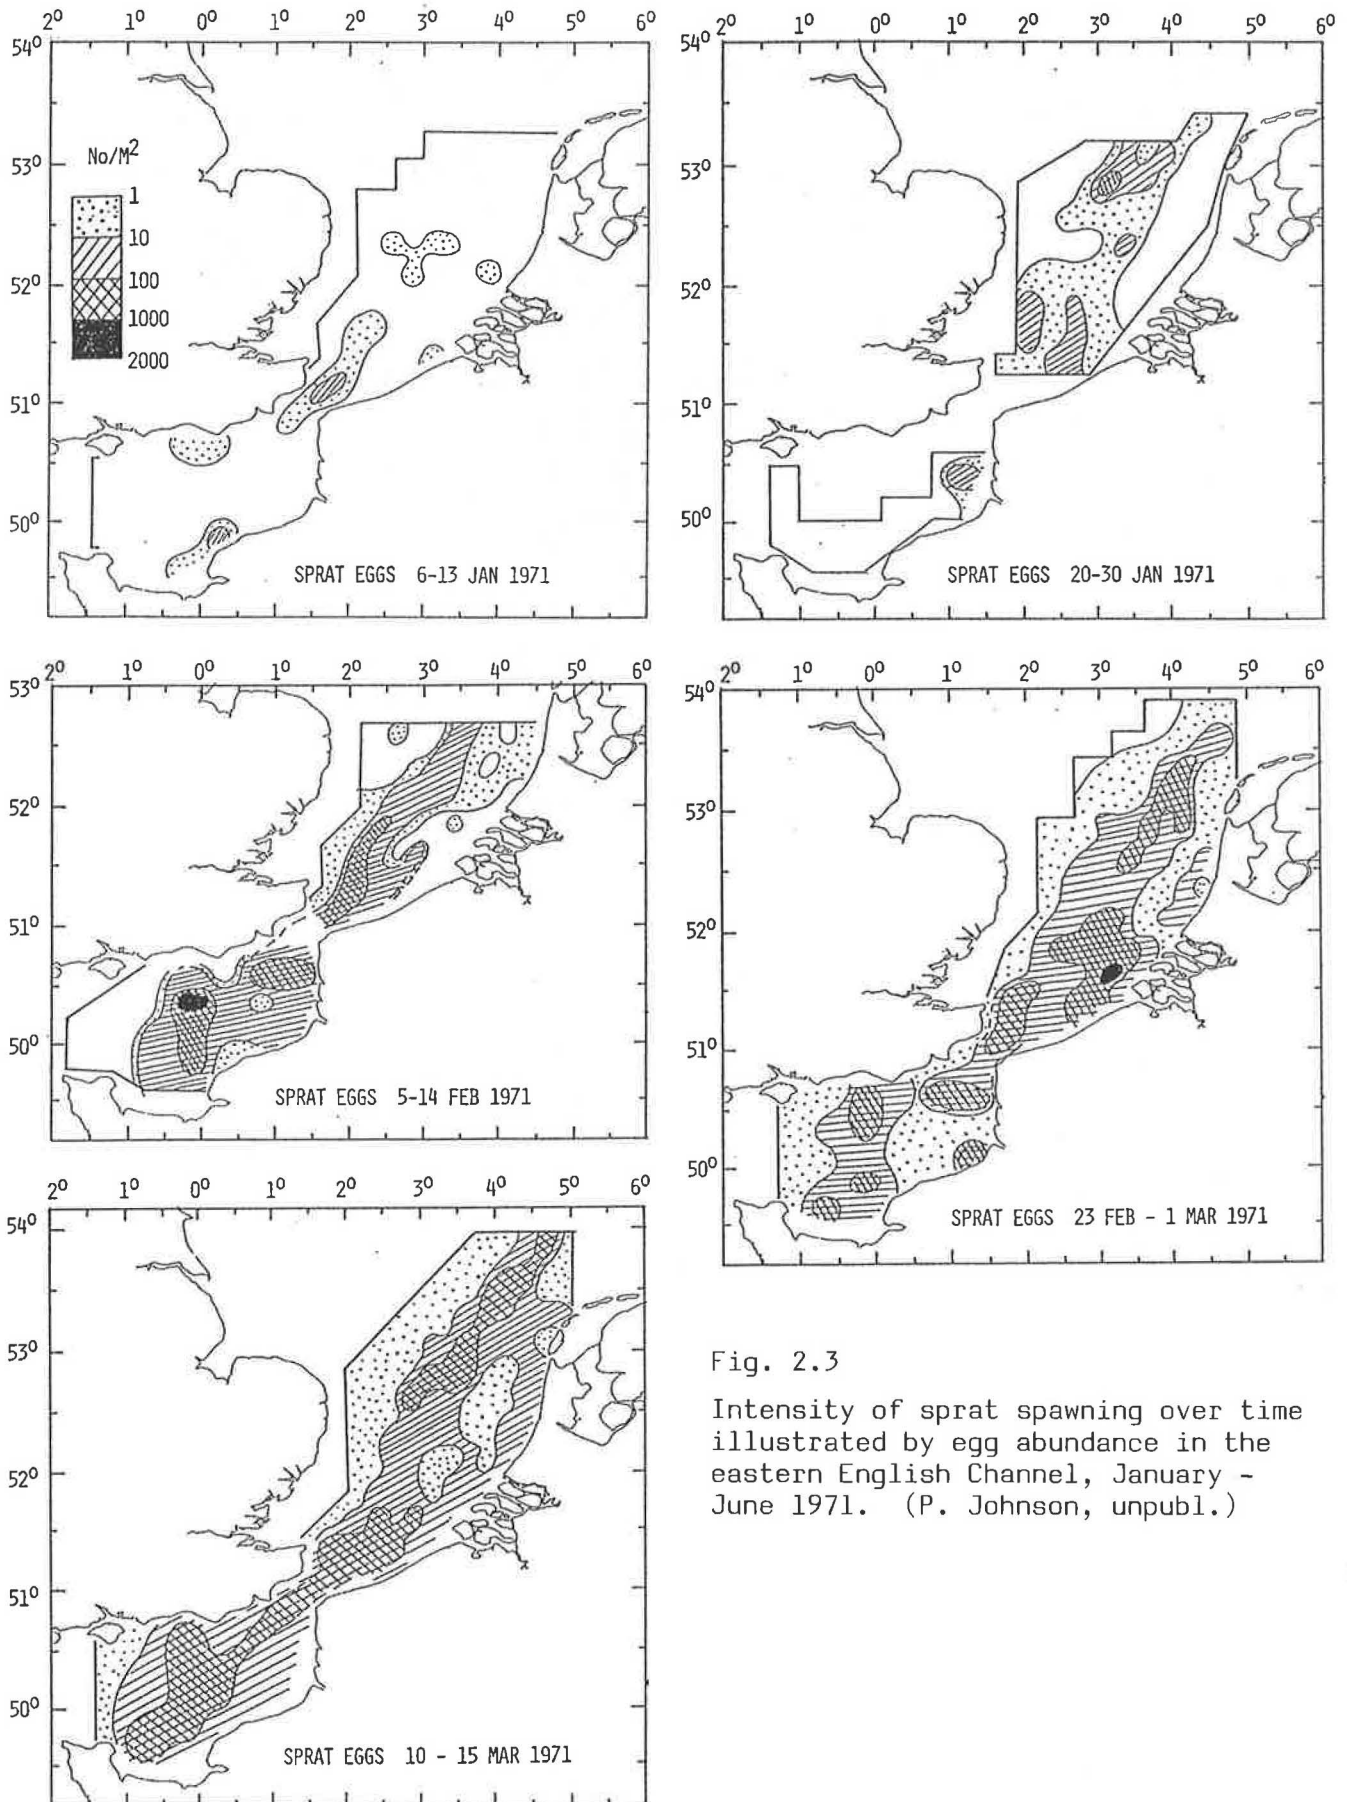 2⁰ 1⁰ 0⁰ 1⁰ 2⁰ 3⁰ 4⁰ 5⁰ 6⁰
54⁰
53⁰
52⁰
51⁰
50⁰
No/M²
1
10
100
1000
2000
SPRAT EGGS 6-13 JAN 1971
2⁰ 1⁰ 0⁰ 1⁰ 2⁰ 3⁰ 4⁰ 5⁰ 6⁰
54⁰
53⁰
52⁰
51⁰
50⁰
SPRAT EGGS 20-30 JAN 1971
2⁰ 1⁰ 0⁰ 1⁰ 2⁰ 3⁰ 4⁰ 5⁰ 6⁰
53⁰
52⁰
51⁰
50⁰
SPRAT EGGS 5-14 FEB 1971
2⁰ 1⁰ 0⁰ 1⁰ 2⁰ 3⁰ 4⁰ 5⁰ 6⁰
54⁰
53⁰
52⁰
51⁰
50⁰
SPRAT EGGS 23 FEB - 1 MAR 1971
2⁰ 1⁰ 0⁰ 1⁰ 2⁰ 3⁰ 4⁰ 5⁰ 6⁰
54⁰
53⁰
52⁰
51⁰
50⁰
SPRAT EGGS 10 - 15 MAR 1971
Fig. 2.3
Intensity of sprat spawning over time
illustrated by egg abundance in the
eastern English Channel, January -
June 1971. (P. Johnson, unpubl.)